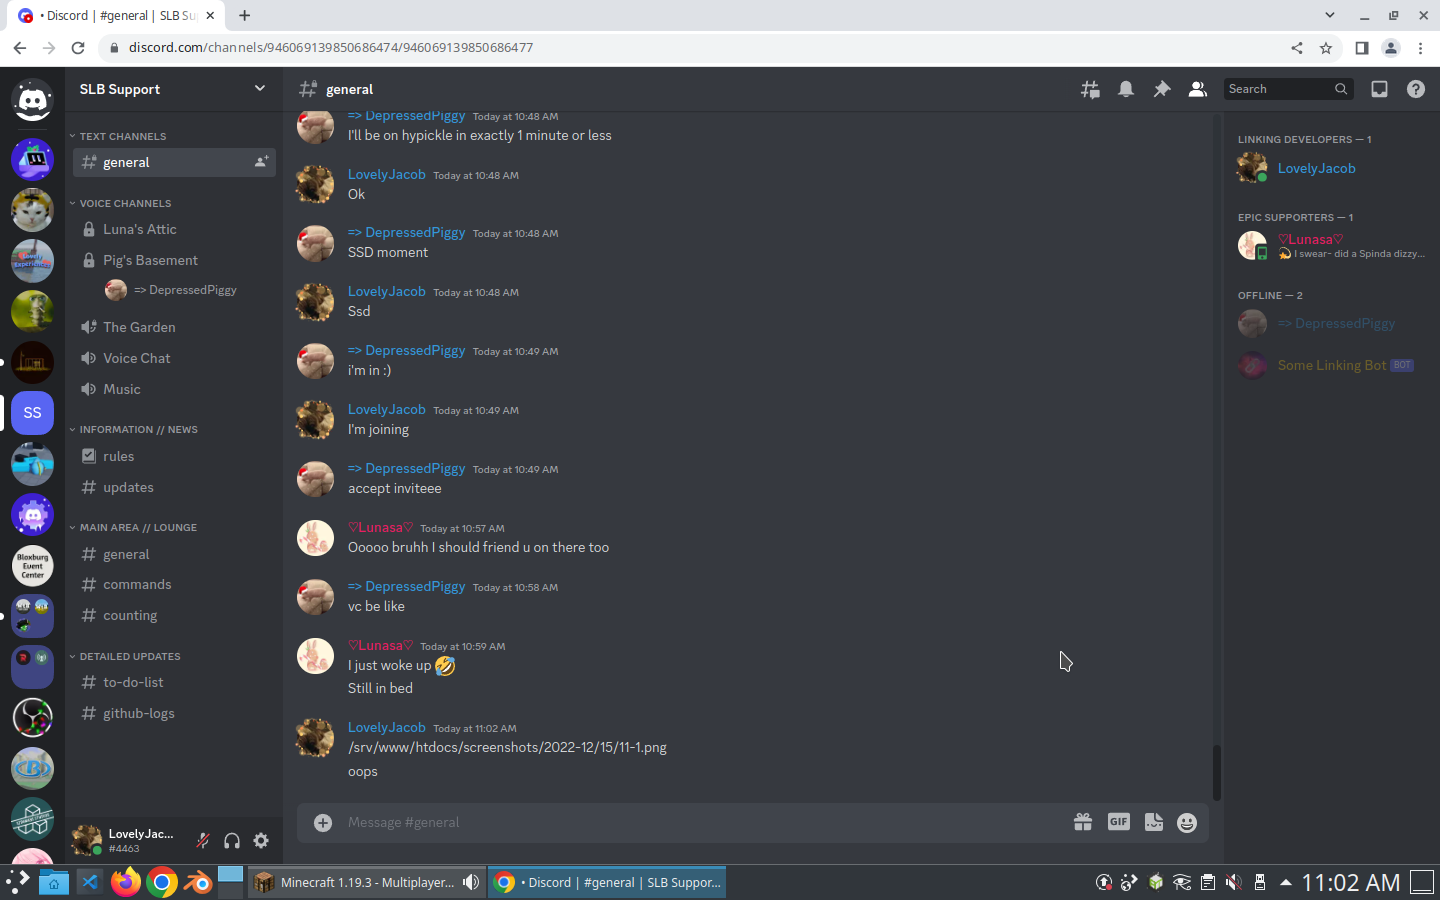 • Discord | #general | SLB Su
discord.com/channels/946069139850686474/946069139850686477
SLB Support
TEXT CHANNELS
general
VOICE CHANNELS
Luna's Attic
Pig's Basement
=> DepressedPiggy
The Garden
Voice Chat
Music
SS
INFORMATION // NEWS
rules
updates
MAIN AREA // LOUNGE
general
commands
counting
Bloxburg
Event
Center
DETAILED UPDATES
to-do-list
github-logs
LovelyJac...
#4463
general
Search
=> DepressedPiggy Today at 10:48 AM
I'll be on hypickle in exactly 1 minute or less
LovelyJacob Today at 10:48 AM
Ok
=> DepressedPiggy Today at 10:48 AM
SSD moment
LovelyJacob Today at 10:48 AM
Ssd
=> DepressedPiggy Today at 10:49 AM
i'm in :)
LovelyJacob Today at 10:49 AM
I'm joining
=> DepressedPiggy Today at 10:49 AM
accept inviteee
♡Lunasa♡ Today at 10:57 AM
Ooooo bruhh I should friend u on there too
=> DepressedPiggy Today at 10:58 AM
vc be like
♡Lunasa♡ Today at 10:59 AM
I just woke up 🤣
Still in bed
LovelyJacob Today at 11:02 AM
/srv/www/htdocs/screenshots/2022-12/15/11-1.png
oops
Message #general
GIF
LINKING DEVELOPERS — 1
LovelyJacob
EPIC SUPPORTERS — 1
♡Lunasa♡
💫 I swear- did a Spinda dizzy...
OFFLINE — 2
=> DepressedPiggy
Some Linking Bot BOT
Minecraft 1.19.3 - Multiplayer...
• Discord | #general | SLB Suppor...
11:02 AM